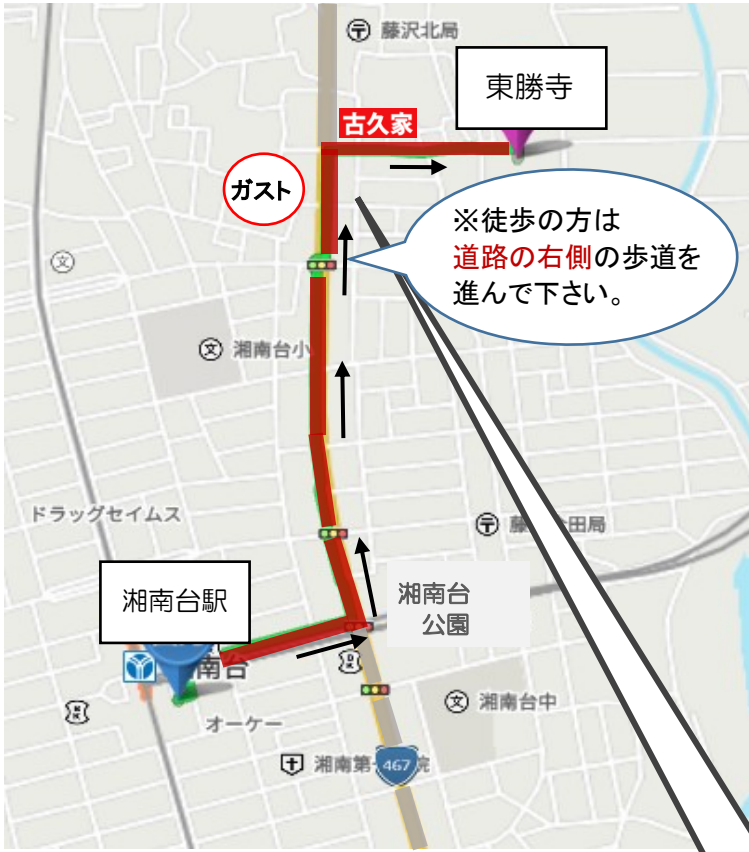 藤沢北局
東勝寺
古久家
ガスト
※徒歩の方は
道路の右側の歩道を
進んで下さい。
湘南台小
ドラッグセイムス
田局
湘南台駅
湘南台
公園
南台
オーケー
湘南台中
湘南第
467
院